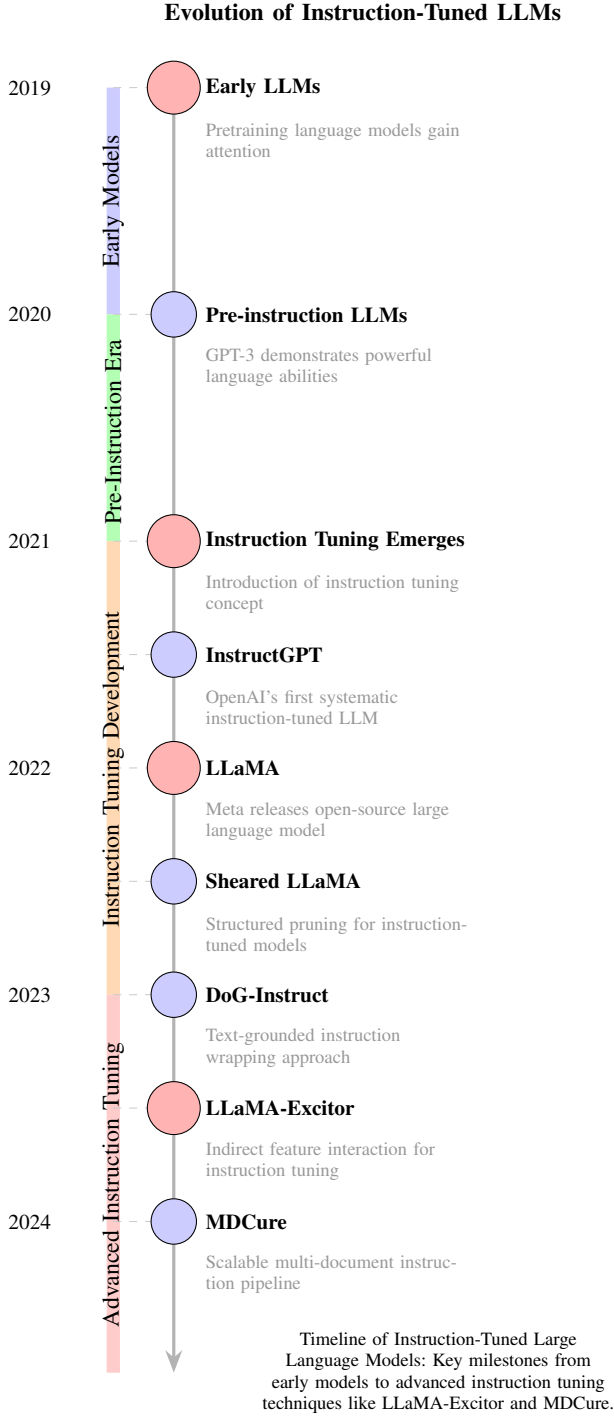 Evolution of Instruction-Tuned LLMs
2019
Early LLMs
Pretraining language models gain
attention
Early Models
2020
Pre-instruction LLMs
GPT-3 demonstrates powerful
language abilities
Pre-Instruction Era
2021
Instruction Tuning Emerges
Introduction of instruction tuning
concept
InstructGPT
OpenAI's first systematic
instruction-tuned LLM
Instruction Tuning Development
2022
LLaMA
Meta releases open-source large
language model
Sheared LLaMA
Structured pruning for instruction-
tuned models
2023
DoG-Instruct
Text-grounded instruction
wrapping approach
LLaMA-Excitor
Indirect feature interaction for
instruction tuning
Advanced Instruction Tuning
2024
MDCure
Scalable multi-document instruc-
tion pipeline
Timeline of Instruction-Tuned Large
Language Models: Key milestones from
early models to advanced instruction tuning
techniques like LLaMA-Excitor and MDCure.